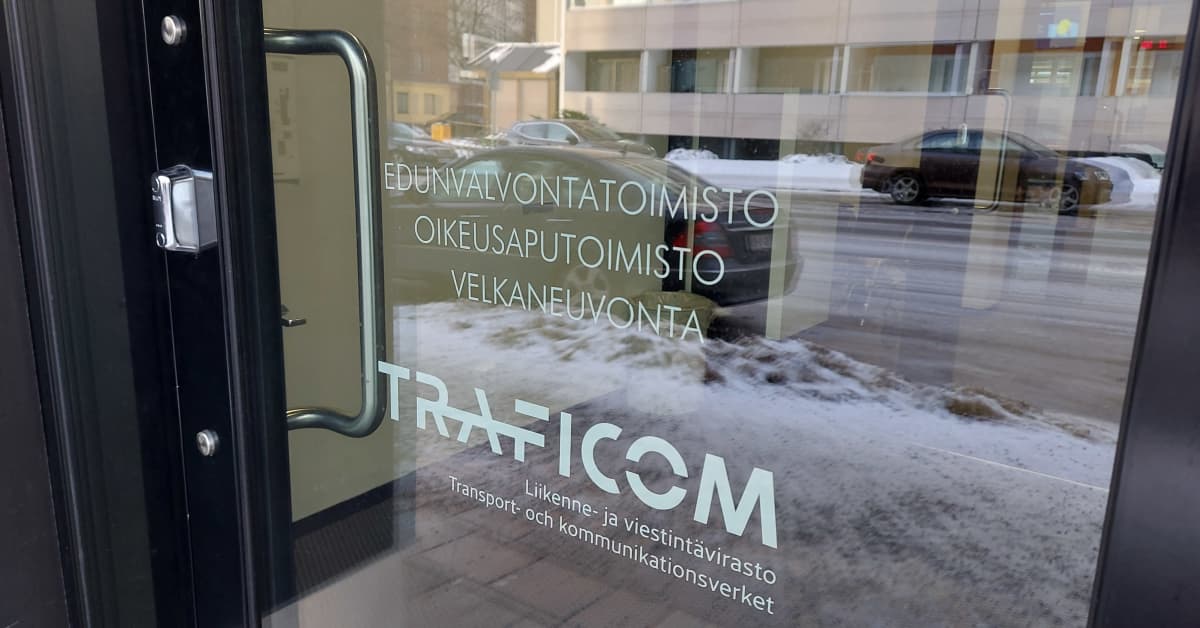 EDUNVALVONTATOIMISTO
OIKEUSAPUTOIMISTO
VELKANEUVONTA
TRAFICOM
Liikenne- ja viestintävirasto
Transport- och kommunikationsverket